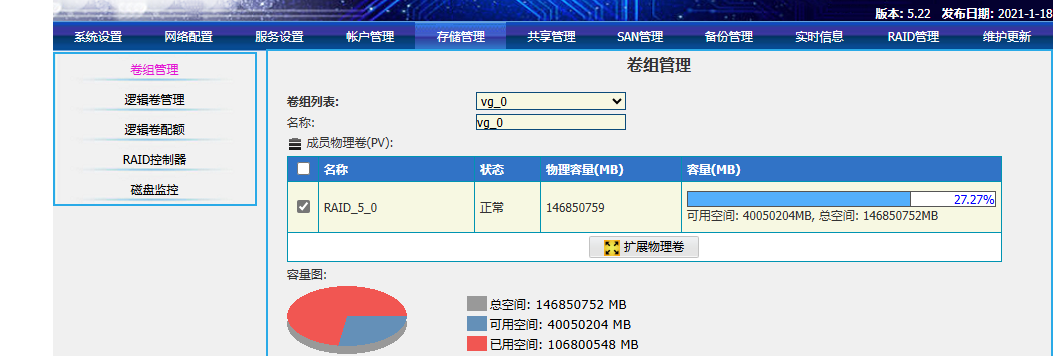 版本: 5.22 发布日期: 2021-1-18
系统设置 网络配置 服务设置 帐户管理 存储管理 共享管理 SAN管理 备份管理 实时信息 RAID管理 维护更新
卷组管理
逻辑卷管理
逻辑卷配额
RAID控制器
磁盘监控
卷组管理
卷组列表: vg_0
名称: vg_0
成员物理卷(PV):
名称 状态 物理容量(MB) 容量(MB)
RAID_5_0 正常 146850759 27.27%
可用空间: 40050204MB, 总空间: 146850752MB
扩展物理卷
容量图:
总空间: 146850752 MB
可用空间: 40050204 MB
已用空间: 106800548 MB